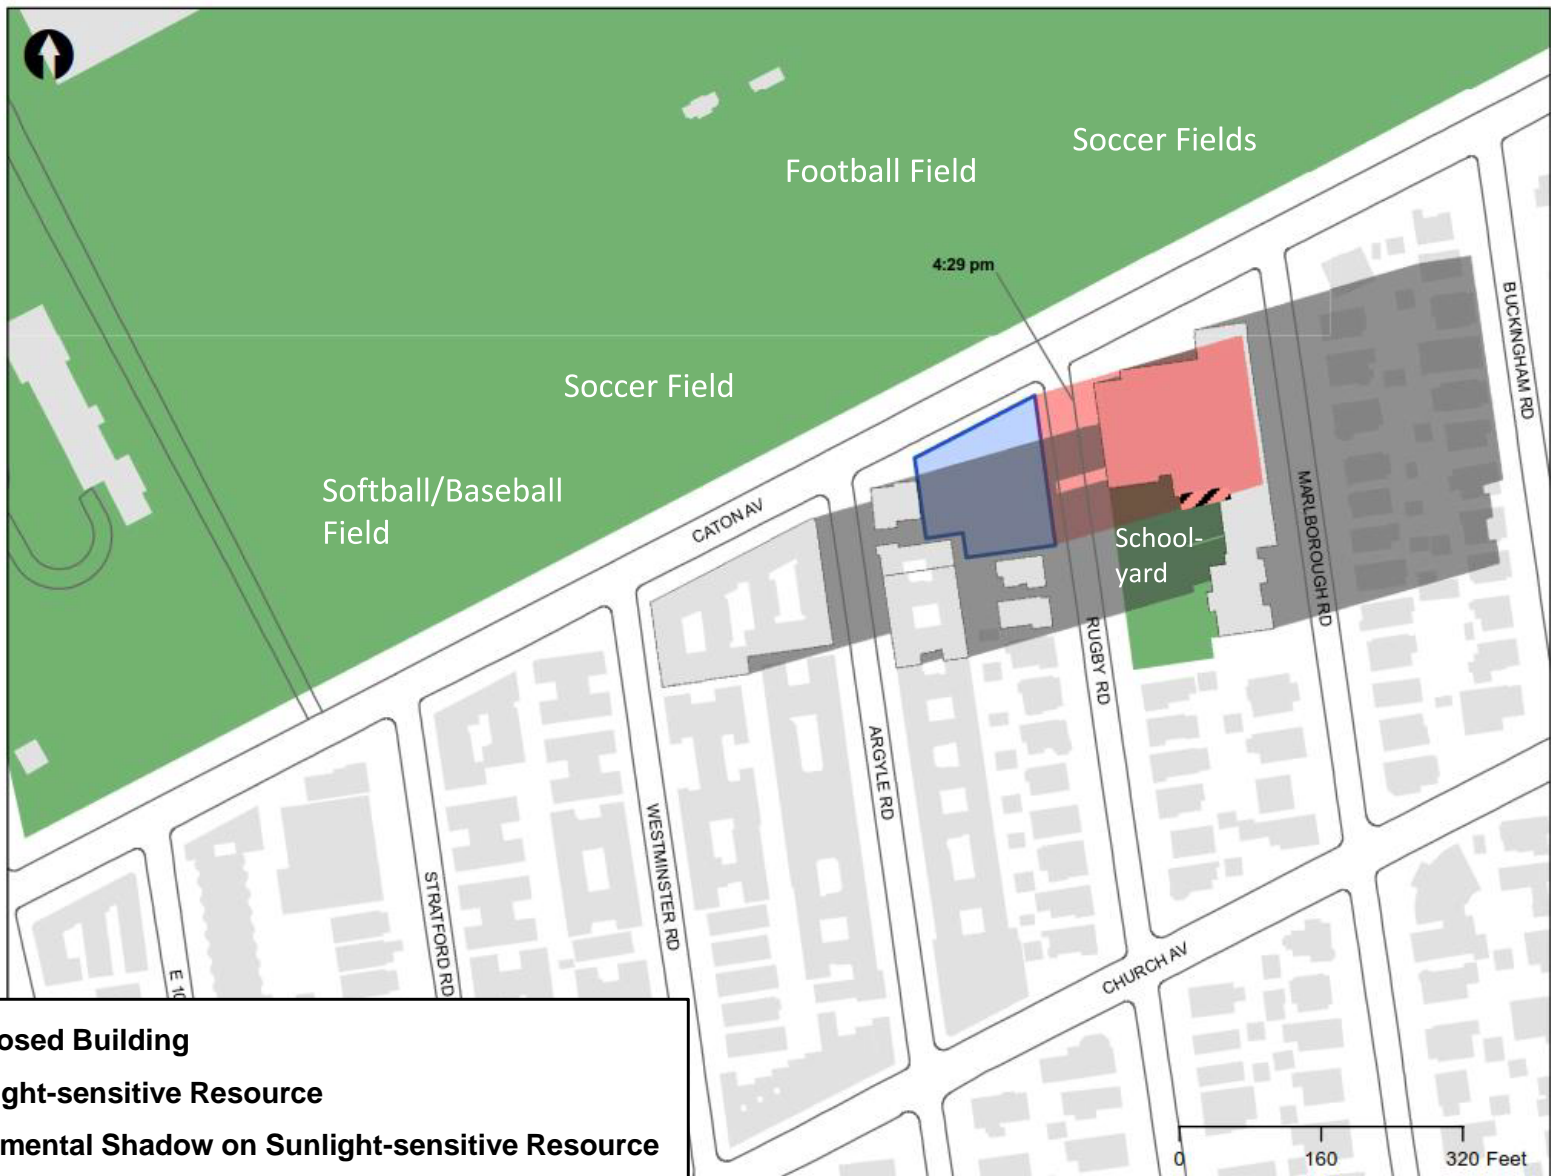 Soccer Fields
Football Field
4:29 pm
BUCKINGHAM RD
Soccer Field
Softball/Baseball
Field
CATON AV
MARLBOROUGH RD
School-
yard
RUGBY RD
ARGYLE RD
WESTMINSTER RD
STRATFORD RD
CHURCH AV
E 10
osed Building
ght-sensitive Resource
mental Shadow on Sunlight-sensitive Resource
0 160 320 Feet